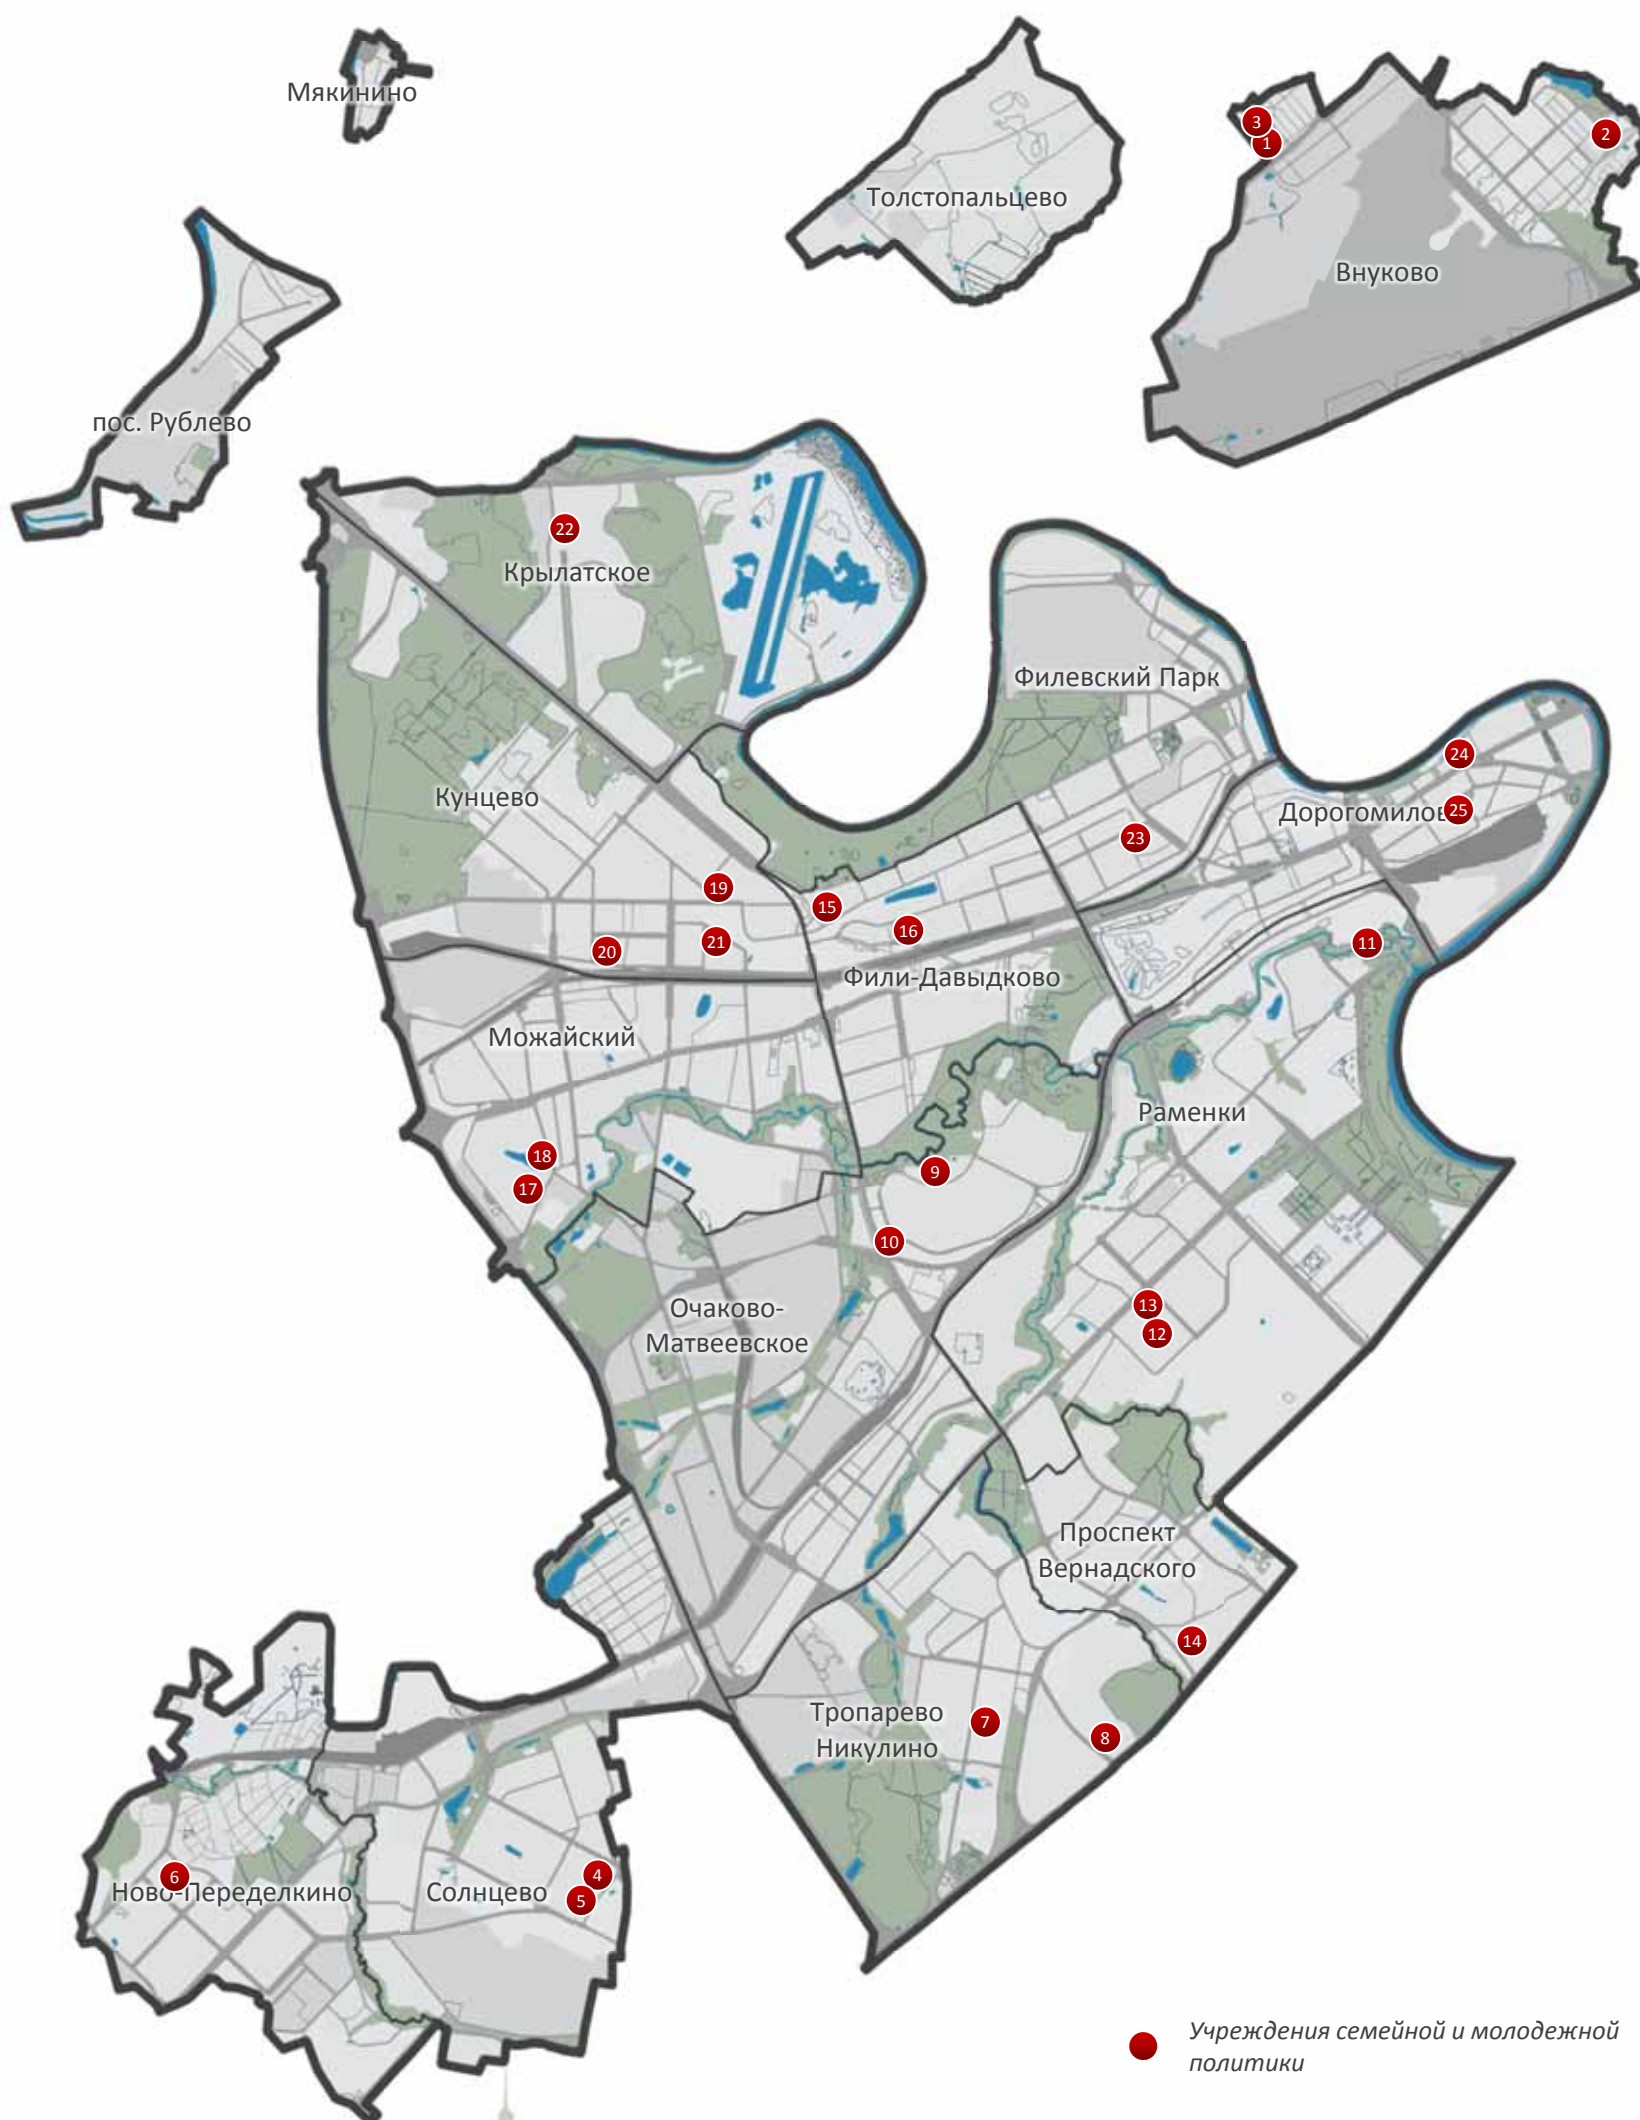 Мякинино
3
1
2
Толстопальцево
Внуково
пос. Рублево
22
Крылатское
Филевский Парк
24
Кунцево
Дорогомилов
25
23
19
15
16
11
20
21
Фили-Давыдково
Можайский
Раменки
18
9
17
10
Очаково-
Матвеевское
13
12
Проспект
Вернадского
14
Тропарево
Никулино
7
8
6
Ново-Переделкино
Солнцево
4
5
Учреждения семейной и молодежной
политики